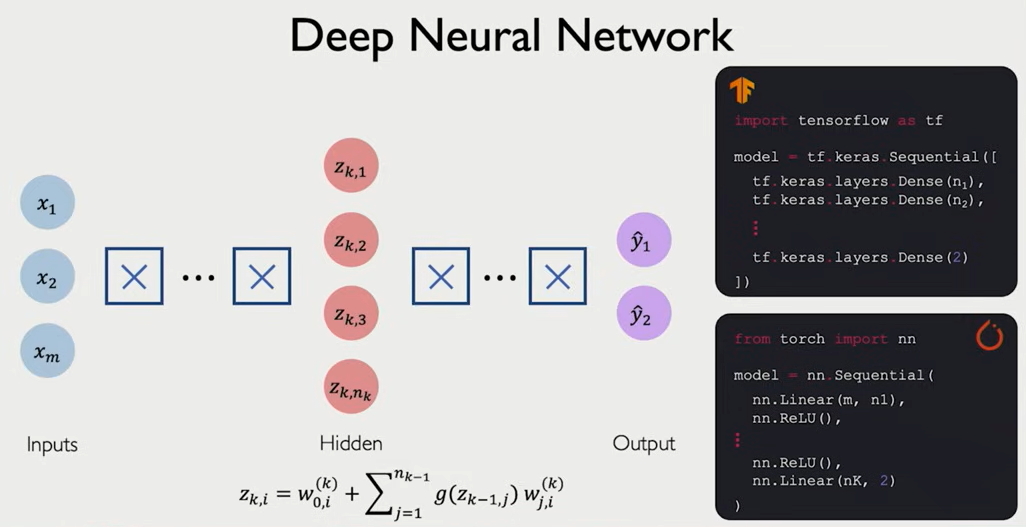 Deep Neural Network
x₁
x₂
xₘ
Inputs
⋯
z_{k,1}
z_{k,2}
z_{k,3}
z_{k,n_k}
Hidden
⋯
ŷ₁
ŷ₂
Output
z_{k,i} = w_{0,i}^{(k)} + ∑_{j=1}^{n_{k-1}} g(z_{k-1,j}) w_{j,i}^{(k)}
TF
import tensorflow as tf
model = tf.keras.Sequential([
tf.keras.layers.Dense(n₁),
tf.keras.layers.Dense(n₂),
⋮
tf.keras.layers.Dense(2)
])
from torch import nn
model = nn.Sequential(
nn.Linear(m, n1),
nn.ReLU(),
⋮
nn.ReLU(),
nn.Linear(nK, 2)
)